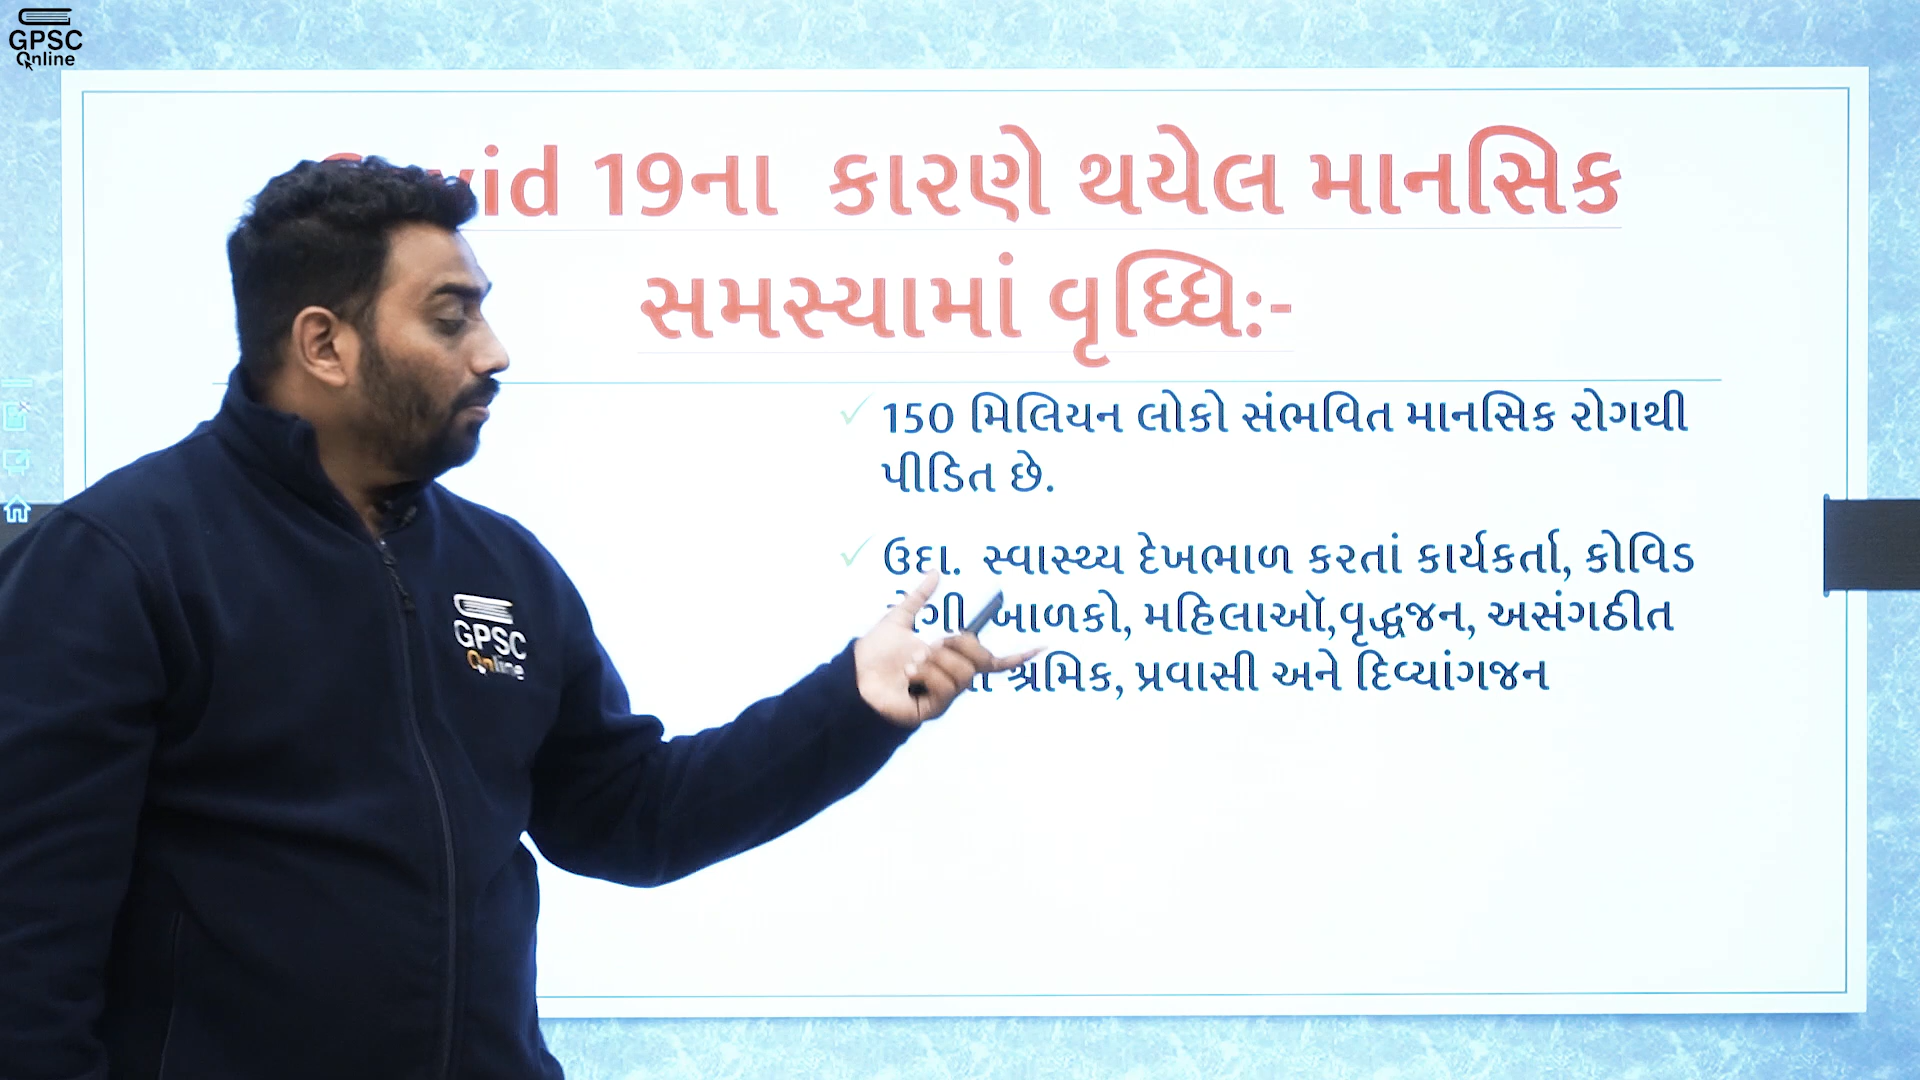 GPSC
Online
19ના કારણે થયેલ માનસિક
સમસ્યામાં વૃધ્ધિ:-
150 મિલિયન લોકો સંભવિત માનસિક રોગથી
પીડિત છે.
ઉદા. સ્વાસ્થ્ય દેખભાળ કરતાં કાર્યકર્તા, કોવિડ
બાળકો, મહિલાઓ,વૃદ્ધજન, અસંગઠીત
શ્રમિક, પ્રવાસી અને દિવ્યાંગજન
GPSC
Online